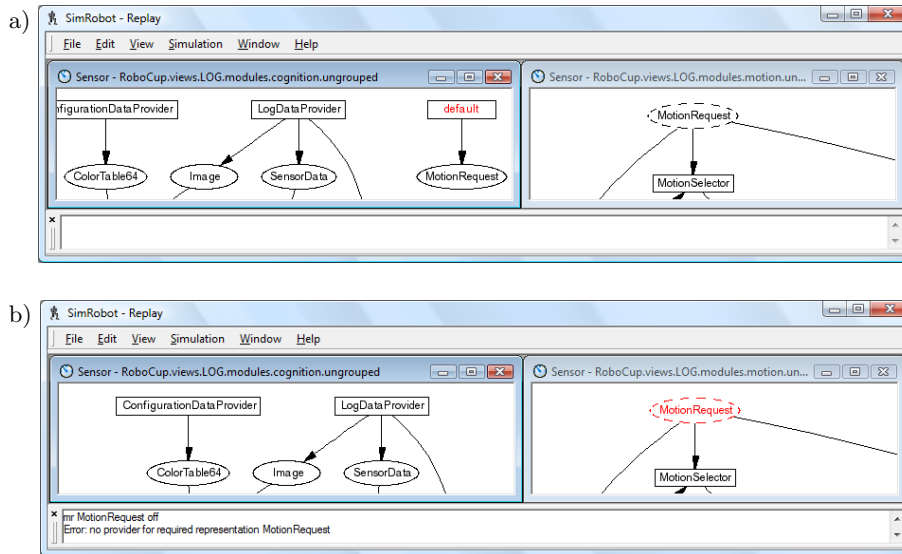 a)
SimRobot - Replay
File Edit View Simulation Window Help
Sensor - RoboCup.views.LOG.modules.cognition.ungrouped
Sensor - RoboCup.views.LOG.modules.motion.un...
nfigurationDataProvider LogDataProvider default
MotionRequest
ColorTable64 Image SensorData MotionRequest
MotionSelector
b)
SimRobot - Replay
File Edit View Simulation Window Help
Sensor - RoboCup.views.LOG.modules.cognition.ungrouped
Sensor - RoboCup.views.LOG.modules.motion.un...
ConfigurationDataProvider LogDataProvider
MotionRequest
ColorTable64 Image SensorData
MotionSelector
mr MotionRequest off
Error: no provider for required representation MotionRequest